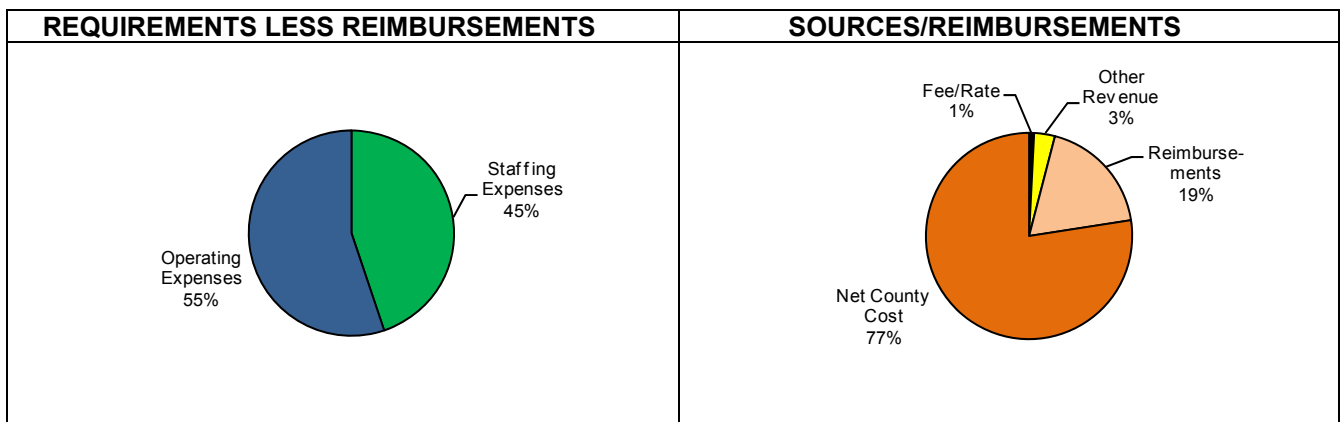 REQUIREMENTS LESS REIMBURSEMENTS
Staffing
Expenses
45%
Operating
Expenses
55%
SOURCES/REIMBURSEMENTS
Fee/Rate
1%
Other
Revenue
3%
Reimburse-
ments
19%
Net County
Cost
77%